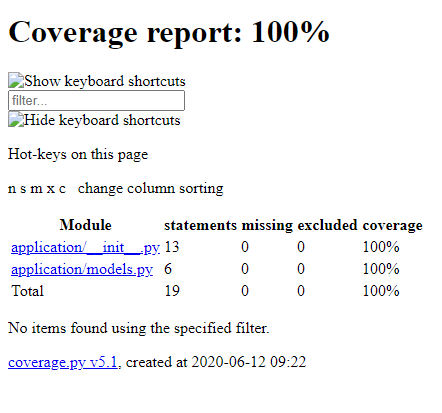 Coverage report: 100%
Show keyboard shortcuts
filter...
Hide keyboard shortcuts
Hot-keys on this page
n s m x c   change column sorting
Module statements missing excluded coverage
application/__init__.py 13 0 0 100%
application/models.py 6 0 0 100%
Total 19 0 0 100%
No items found using the specified filter.
coverage.py v5.1, created at 2020-06-12 09:22